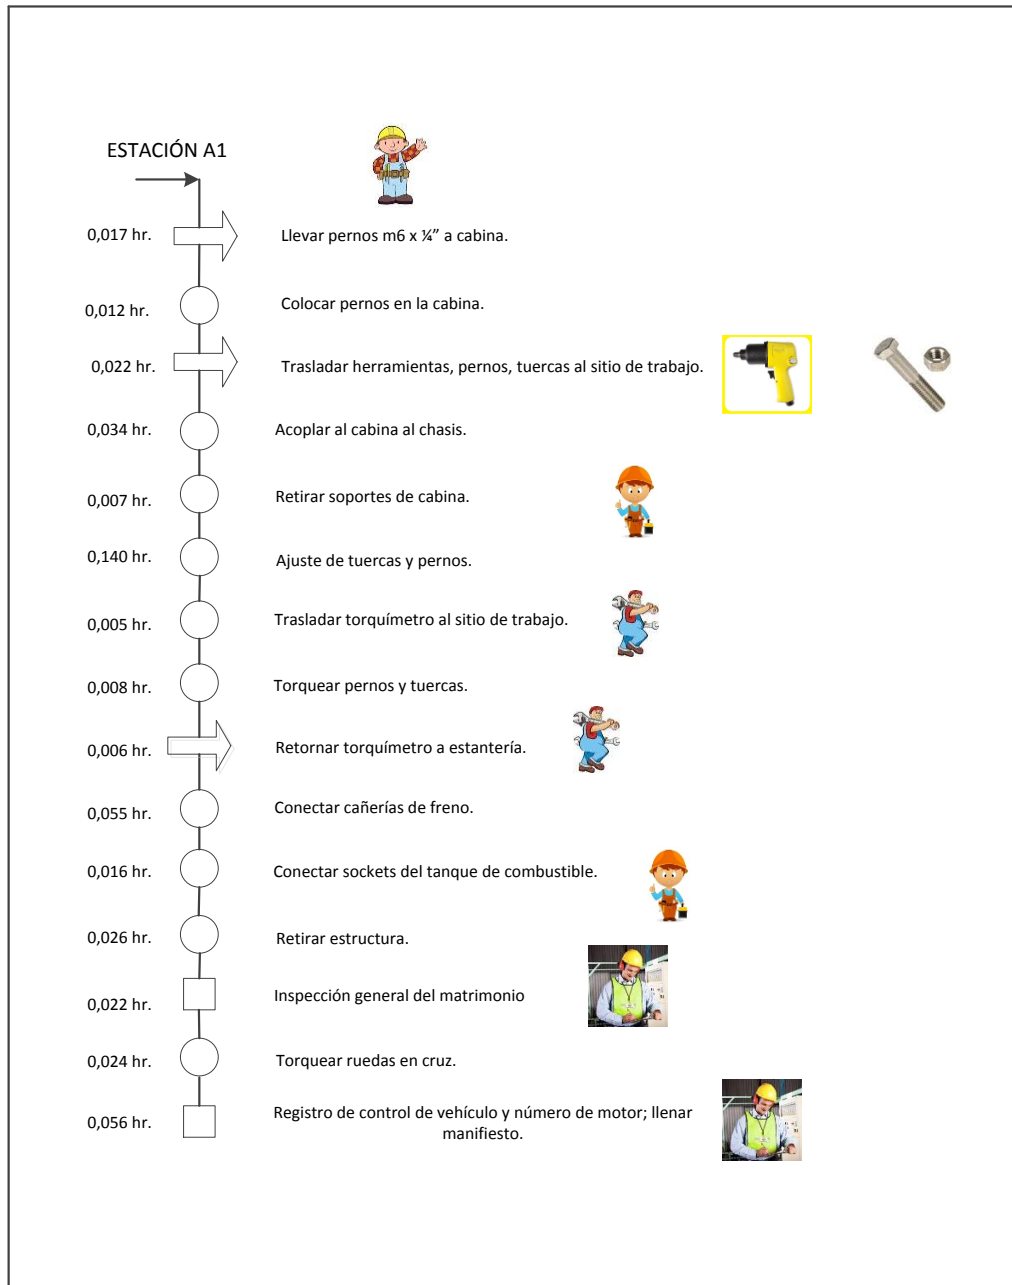 ESTACIÓN A1
0,017 hr. Llevar pernos m6 x ¼” a cabina.
0,012 hr. Colocar pernos en la cabina.
0,022 hr. Trasladar herramientas, pernos, tuercas al sitio de trabajo.
0,034 hr. Acoplar al cabina al chasis.
0,007 hr. Retirar soportes de cabina.
0,140 hr. Ajuste de tuercas y pernos.
0,005 hr. Trasladar torquímetro al sitio de trabajo.
0,008 hr. Torquear pernos y tuercas.
0,006 hr. Retornar torquímetro a estantería.
0,055 hr. Conectar cañerías de freno.
0,016 hr. Conectar sockets del tanque de combustible.
0,026 hr. Retirar estructura.
0,022 hr. Inspección general del matrimonio
0,024 hr. Torquear ruedas en cruz.
0,056 hr. Registro de control de vehículo y número de motor; llenar
manifiesto.